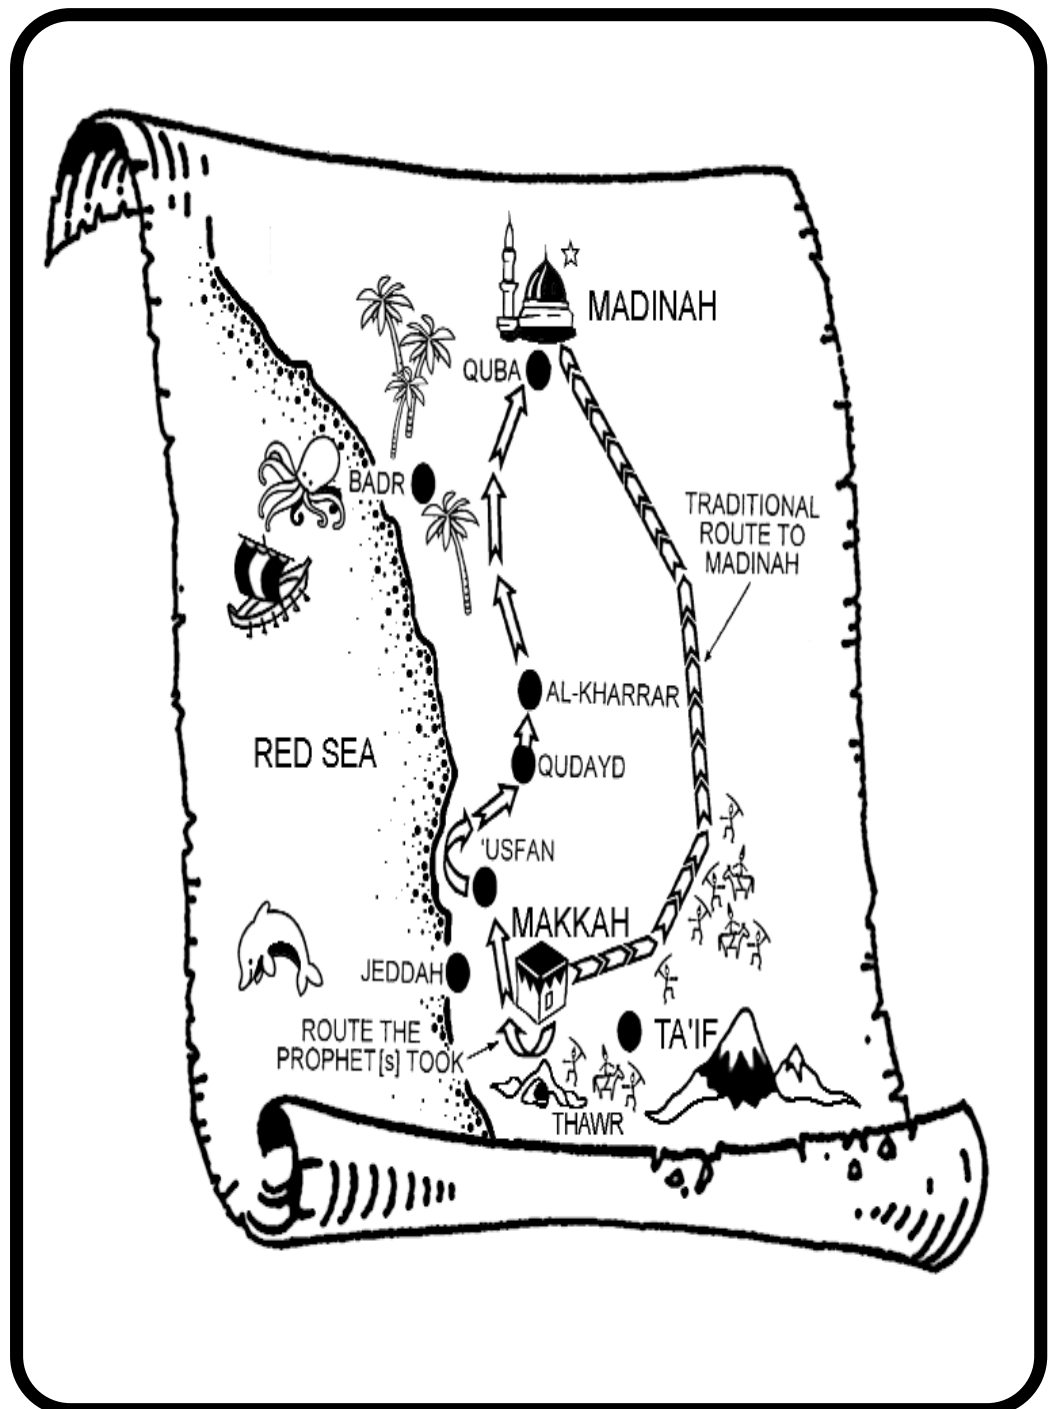 MADINAH
QUBA
BADR
TRADITIONAL
ROUTE TO
MADINAH
AL-KHARRAR
RED SEA
QUDAYD
'USFAN
MAKKAH
JEDDAH
ROUTE THE
PROPHET[s] TOOK
TA'IF
THAWR